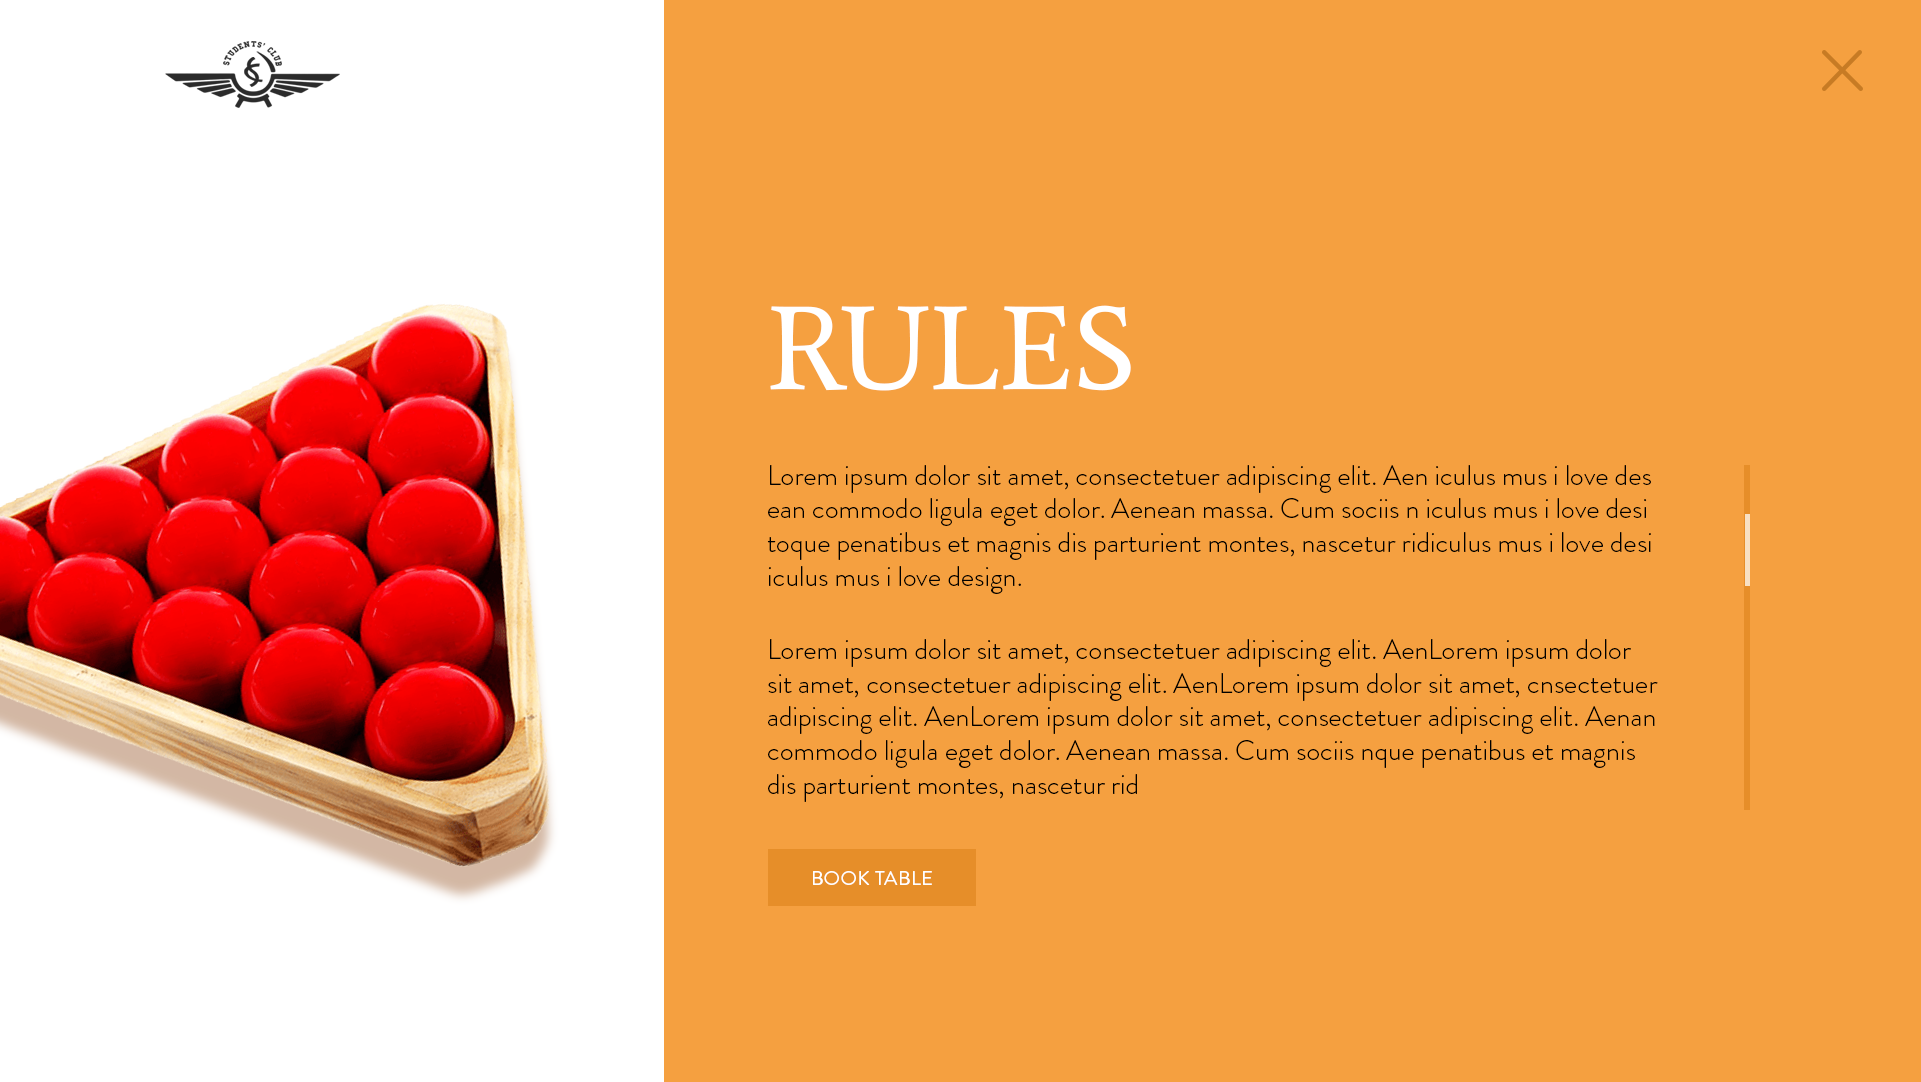 STUDENTS' CLUB
RULES
Lorem ipsum dolor sit amet, consectetuer adipiscing elit. Aen iculus mus i love des
ean commodo ligula eget dolor. Aenean massa. Cum sociis n iculus mus i love desi
toque penatibus et magnis dis parturient montes, nascetur ridiculus mus i love desi
iculus mus i love design.
Lorem ipsum dolor sit amet, consectetuer adipiscing elit. AenLorem ipsum dolor
sit amet, consectetuer adipiscing elit. AenLorem ipsum dolor sit amet, cnsectetuer
adipiscing elit. AenLorem ipsum dolor sit amet, consectetuer adipiscing elit. Aenan
commodo ligula eget dolor. Aenean massa. Cum sociis nque penatibus et magnis
dis parturient montes, nascetur rid
BOOK TABLE